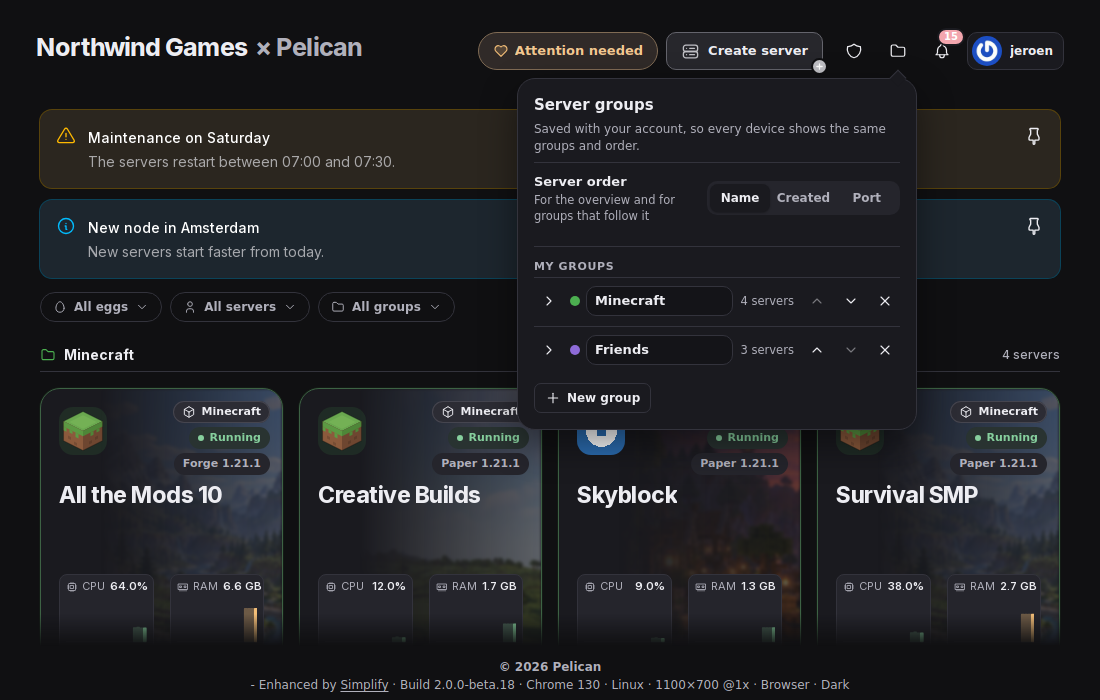 Northwind Games × Pelican
Attention needed
Create server
15
jeroen
Maintenance on Saturday
The servers restart between 07:00 and 07:30.
New node in Amsterdam
New servers start faster from today.
Server groups
Saved with your account, so every device shows the same
groups and order.
Server order
For the overview and for
groups that follow it
Name Created Port
MY GROUPS
Minecraft 4 servers
Friends 3 servers
New group
All eggs All servers All groups
Minecraft 4 servers
Minecraft
Running
Forge 1.21.1
All the Mods 10
CPU 64.0% RAM 6.6 GB
Minecraft
Running
Paper 1.21.1
Creative Builds
CPU 12.0% RAM 1.7 GB
Running
Paper 1.21.1
Skyblock
CPU 9.0% RAM 1.3 GB
Minecraft
Running
Paper 1.21.1
Survival SMP
CPU 38.0% RAM 2.7 GB
© 2026 Pelican
- Enhanced by Simplify · Build 2.0.0-beta.18 · Chrome 130 · Linux · 1100×700 @1x · Browser · Dark